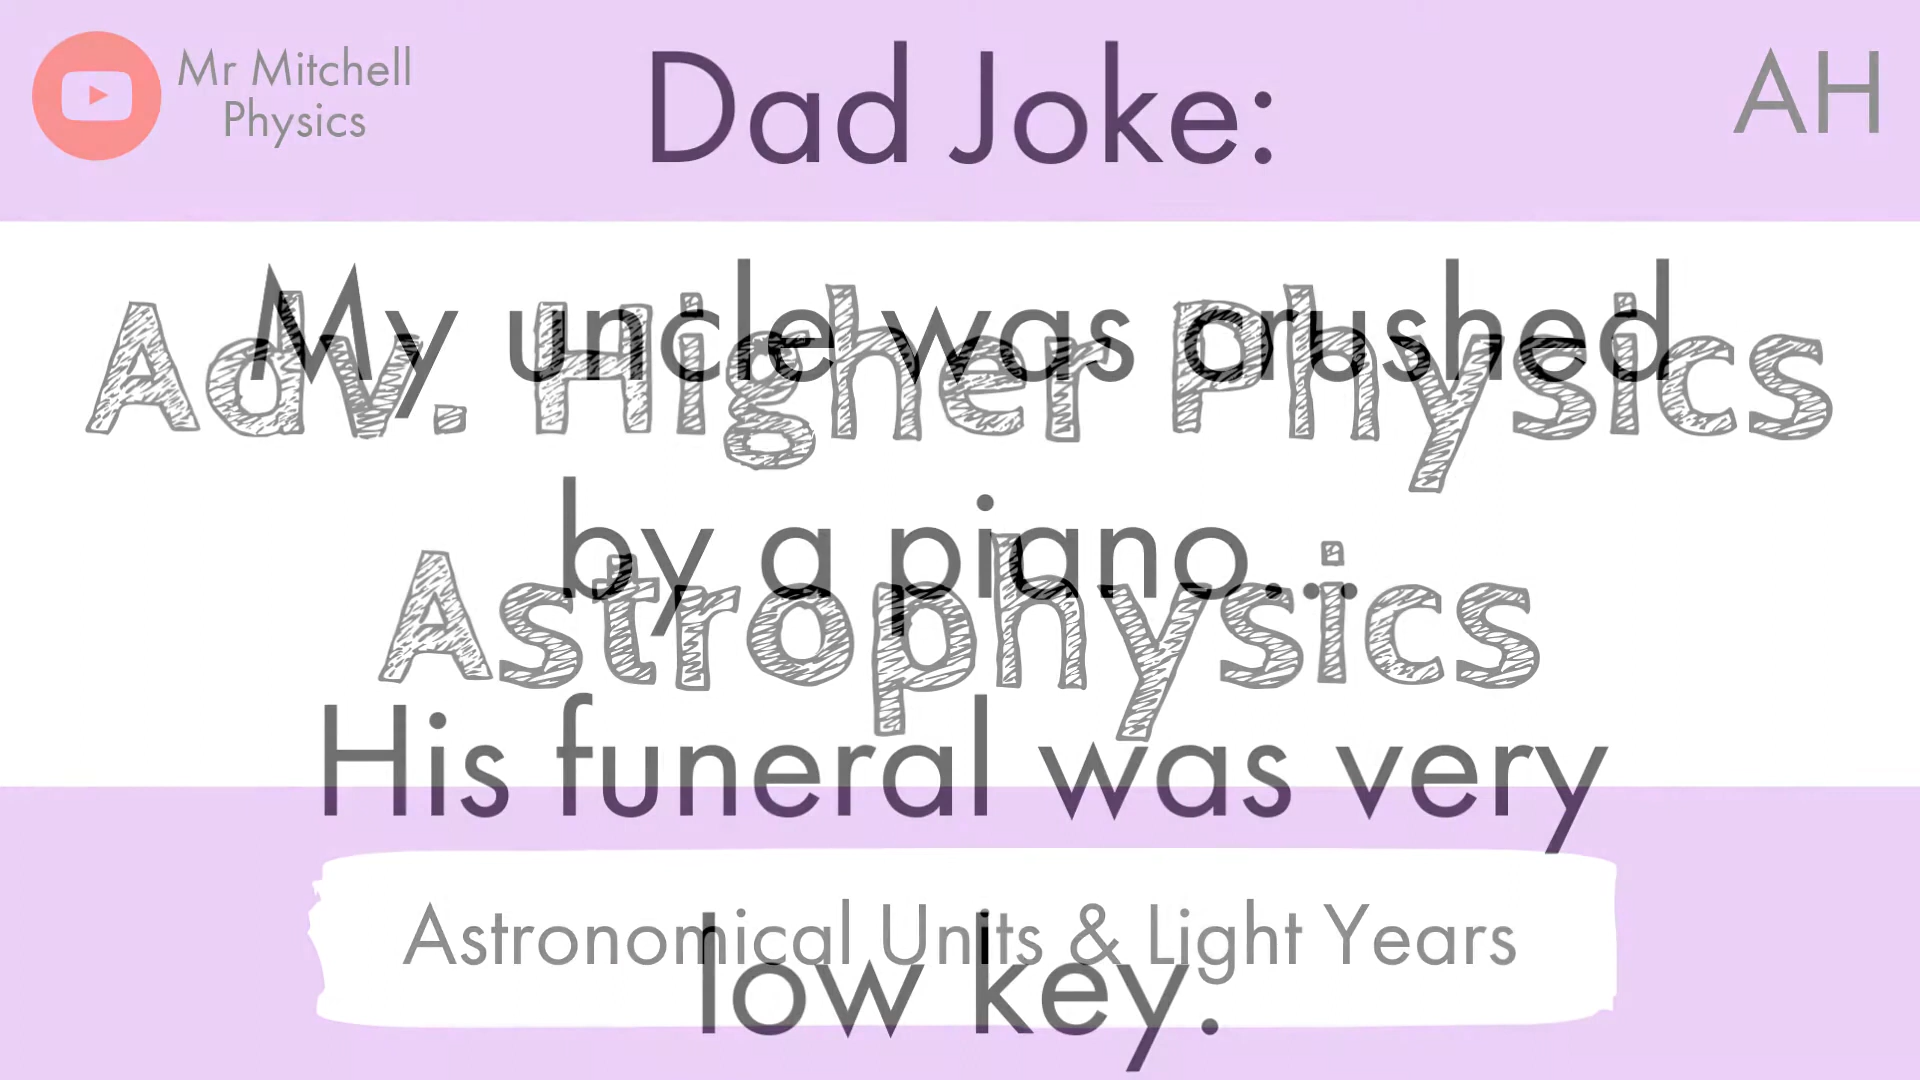 Mr Mitchell
Physics
Dad Joke:
AH
My uncle was crushed
Adv. Higher Physics
by a piano...
Astrophysics
His funeral was very
Astronomical Units & Light Years
low key.